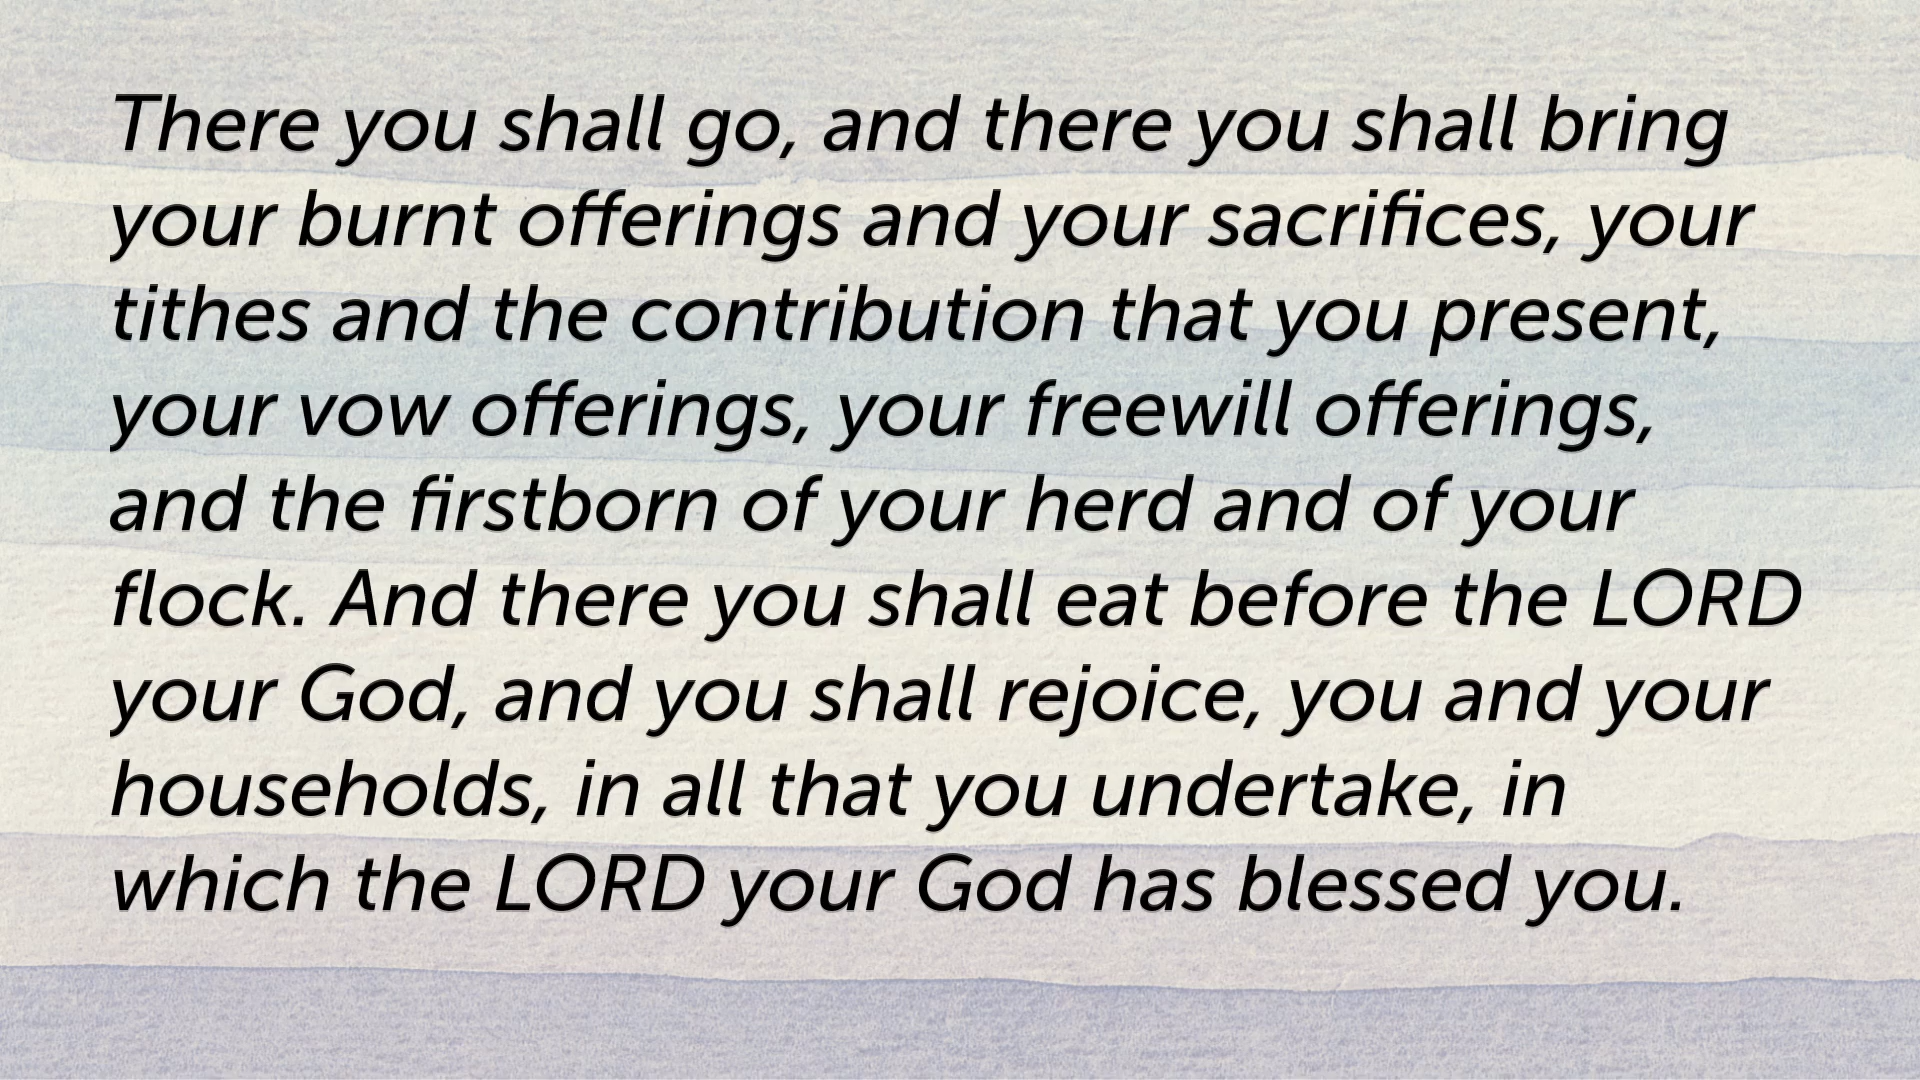 There you shall go, and there you shall bring
your burnt offerings and your sacrifices, your
tithes and the contribution that you present,
your vow offerings, your freewill offerings,
and the firstborn of your herd and of your
flock. And there you shall eat before the LORD
your God, and you shall rejoice, you and your
households, in all that you undertake, in
which the LORD your God has blessed you.